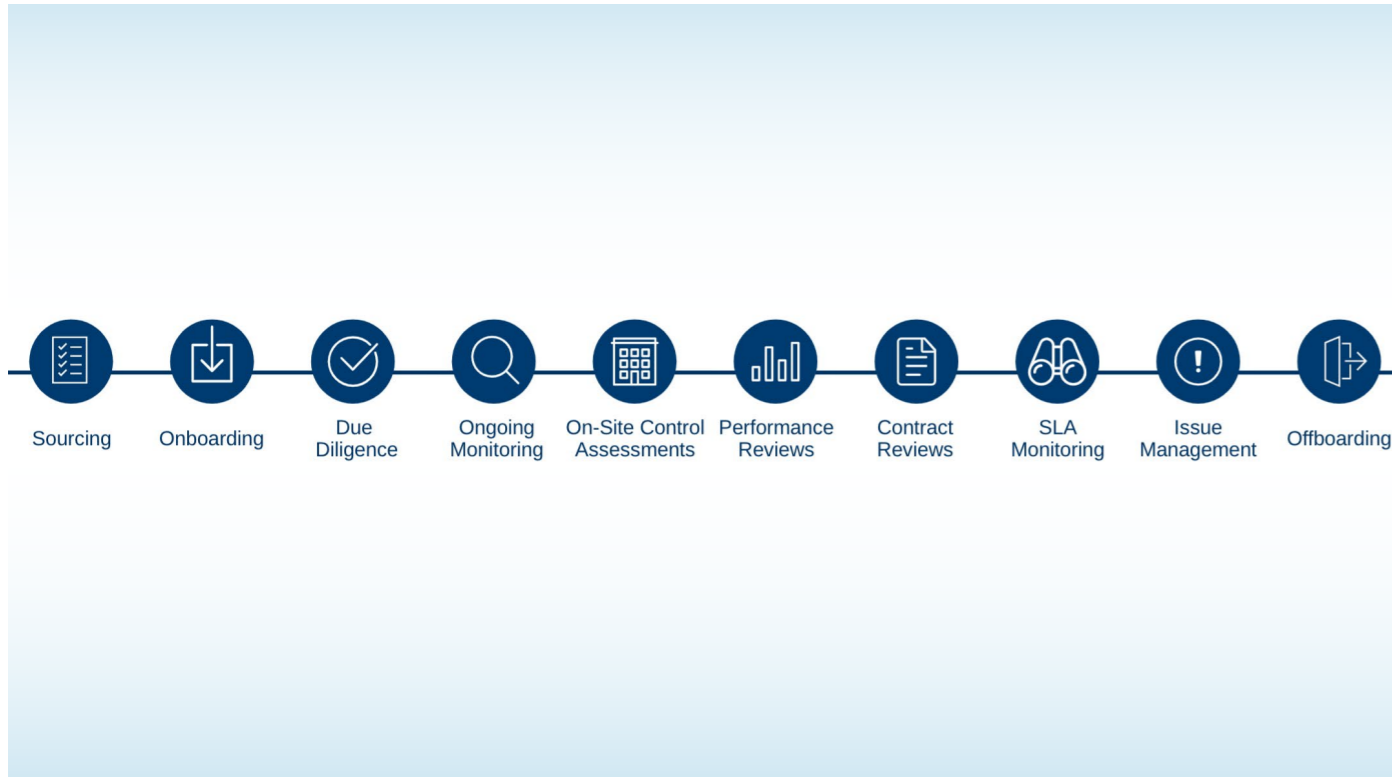 Sourcing
Onboarding
Due
Diligence
Ongoing
Monitoring
On-Site Control
Assessments
Performance
Reviews
Contract
Reviews
SLA
Monitoring
Issue
Management
Offboarding